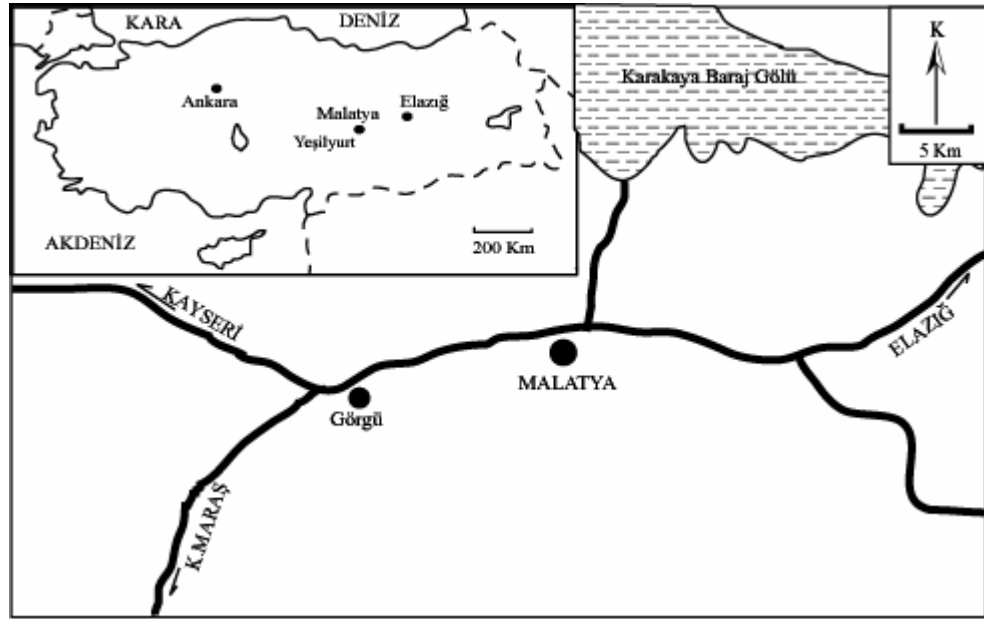 KARA
DENİZ
Ankara
Malatya
Elazığ
Yeşilyurt
AKDENİZ
200 Km
Karakaya Baraj Gölü
K
5 Km
KAYSERİ
ELAZIĞ
MALATYA
Görgü
K.MARAŞ